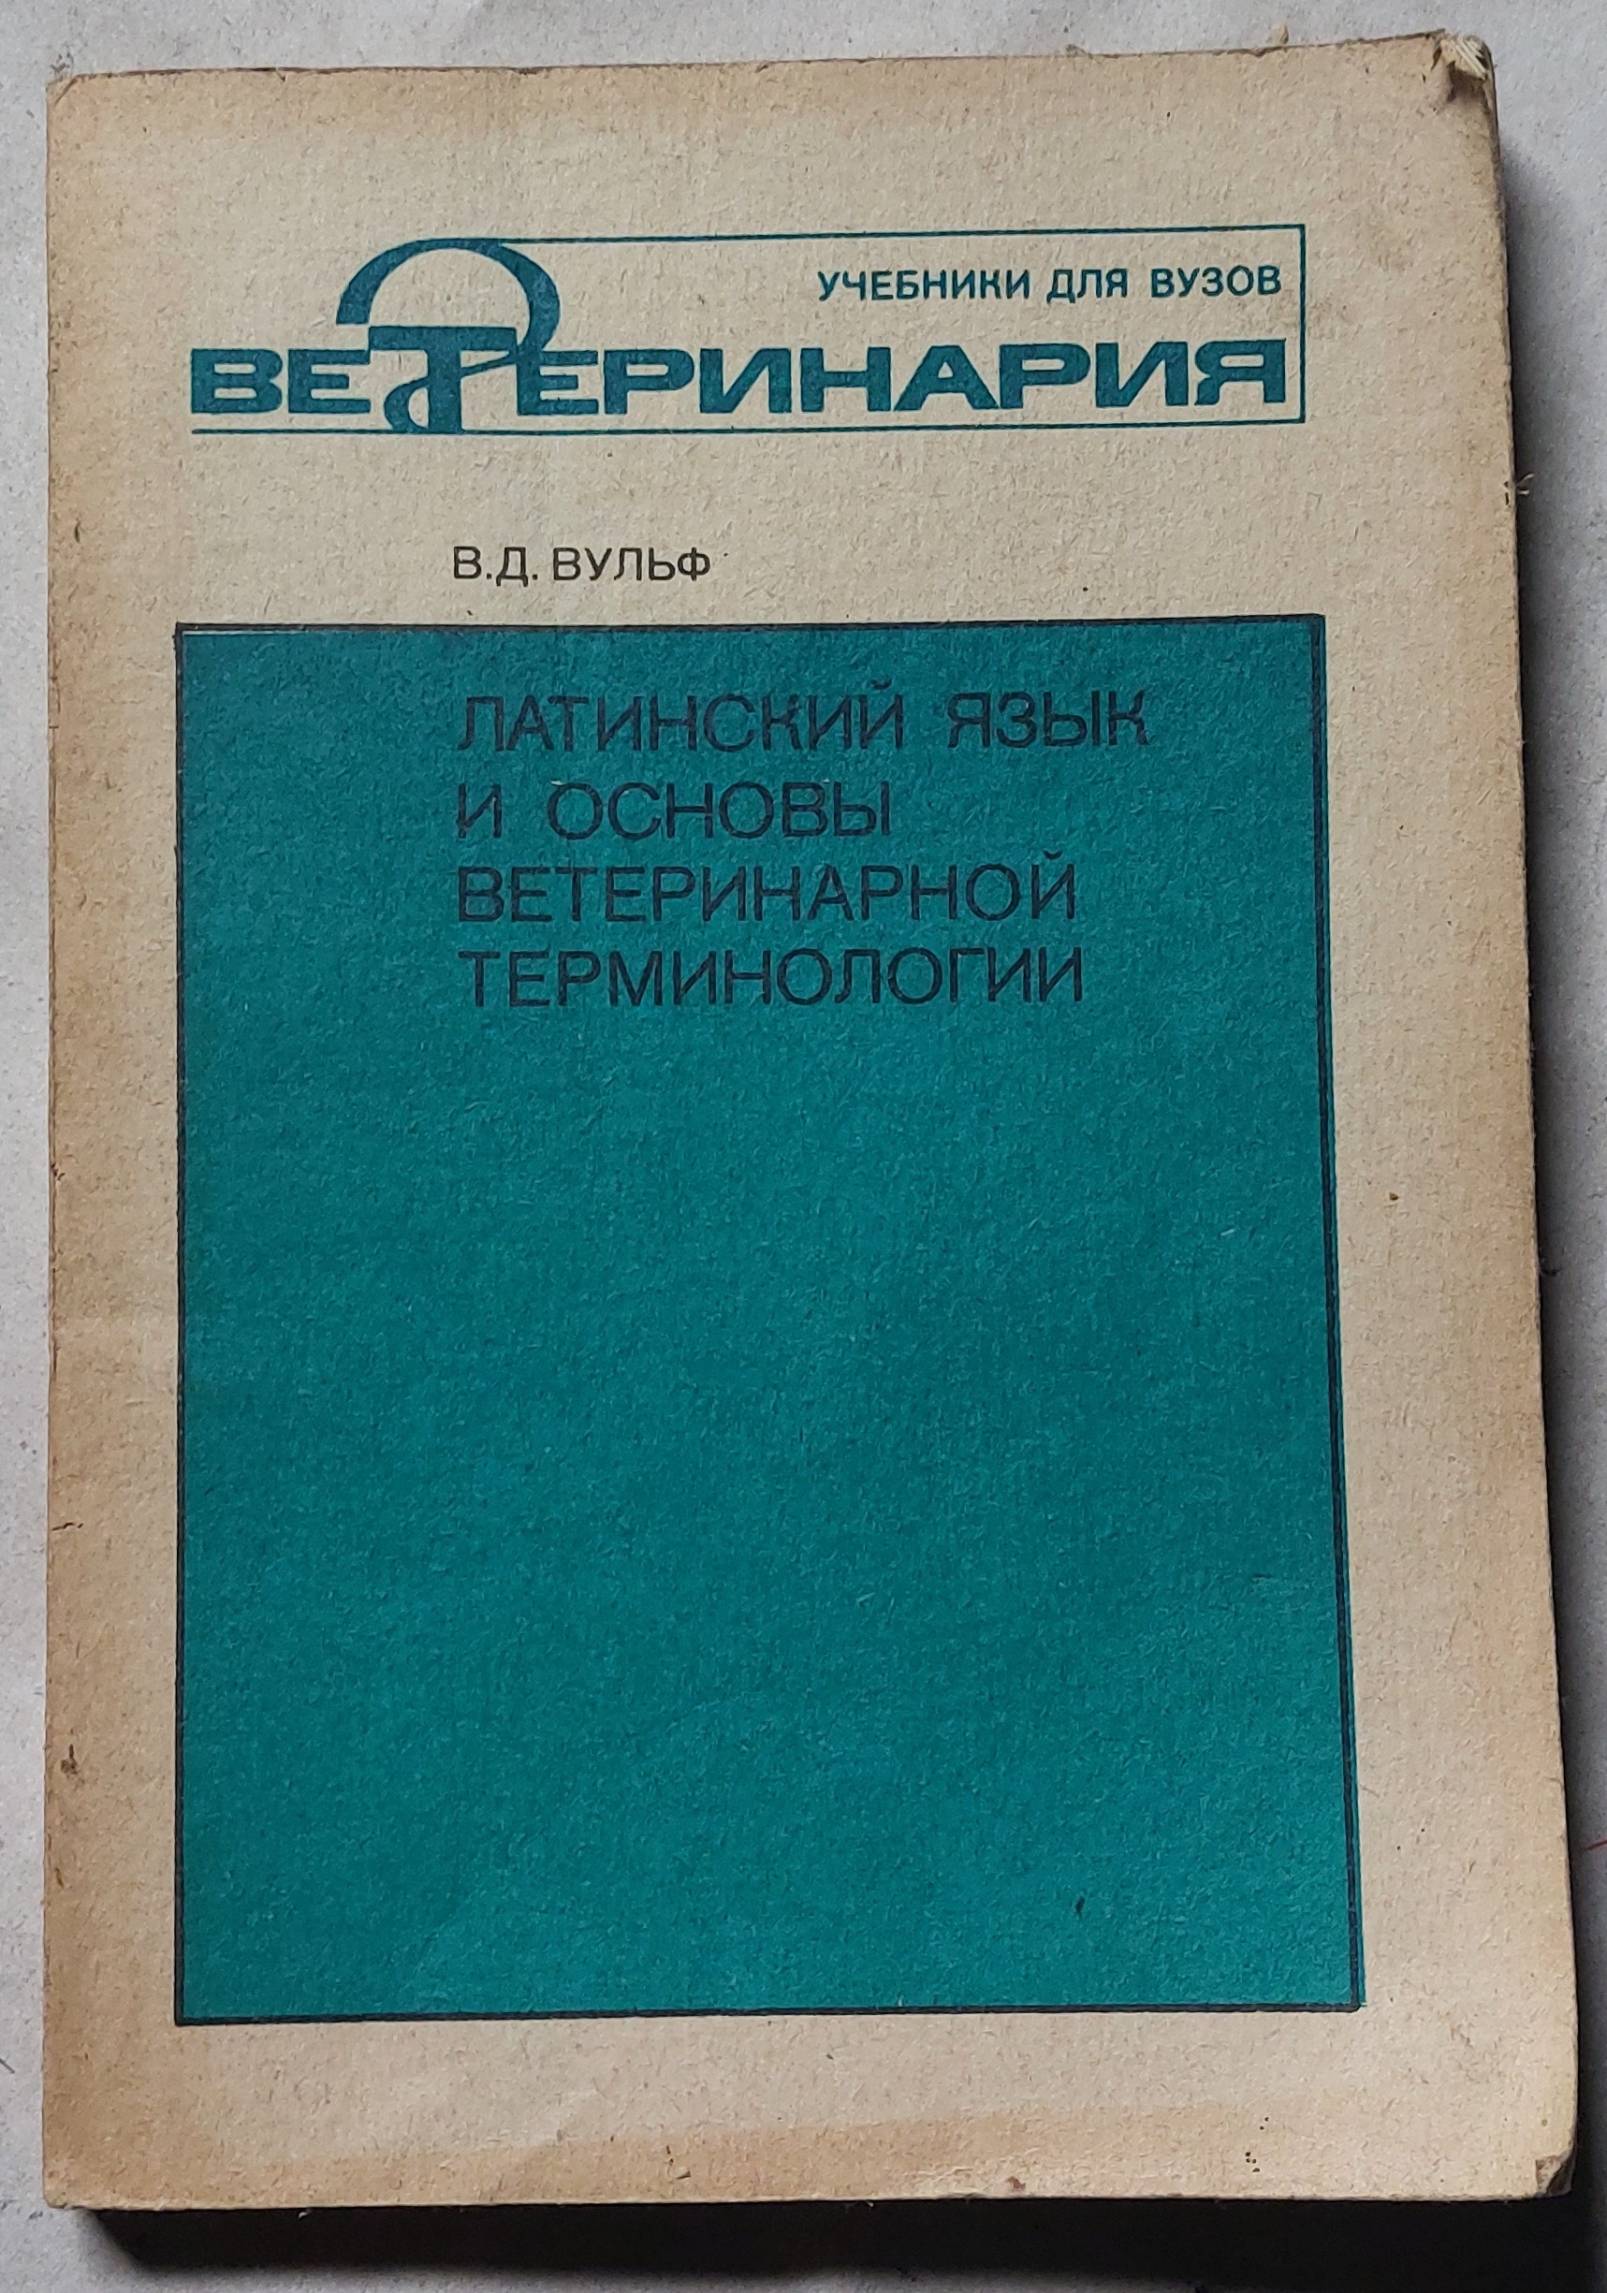 УЧЕБНИКИ ДЛЯ ВУЗОВ
ВЕТЕРИНАРИЯ
В.Д. ВУЛЬФ
ЛАТИНСКИЙ ЯЗЫК
И ОСНОВЫ
ВЕТЕРИНАРНОЙ
ТЕРМИНОЛОГИИ